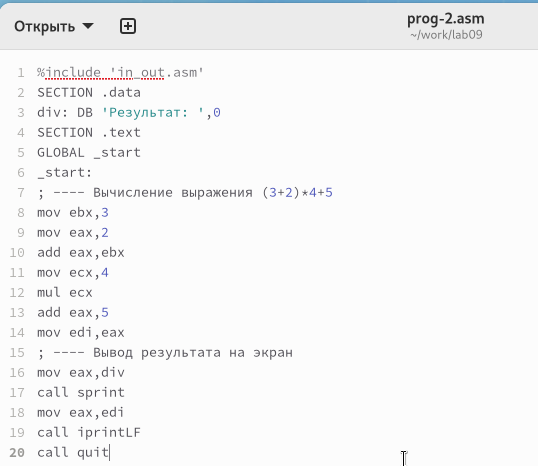 Открыть
prog-2.asm
~/work/lab09
1 %include 'in_out.asm'
2 SECTION .data
3 div: DB 'Результат: ',0
4 SECTION .text
5 GLOBAL _start
6 _start:
7 ; ---- Вычисление выражения (3+2)*4+5
8 mov ebx,3
9 mov eax,2
10 add eax,ebx
11 mov ecx,4
12 mul ecx
13 add eax,5
14 mov edi,eax
15 ; ---- Вывод результата на экран
16 mov eax,div
17 call sprint
18 mov eax,edi
19 call iprintLF
20 call quit